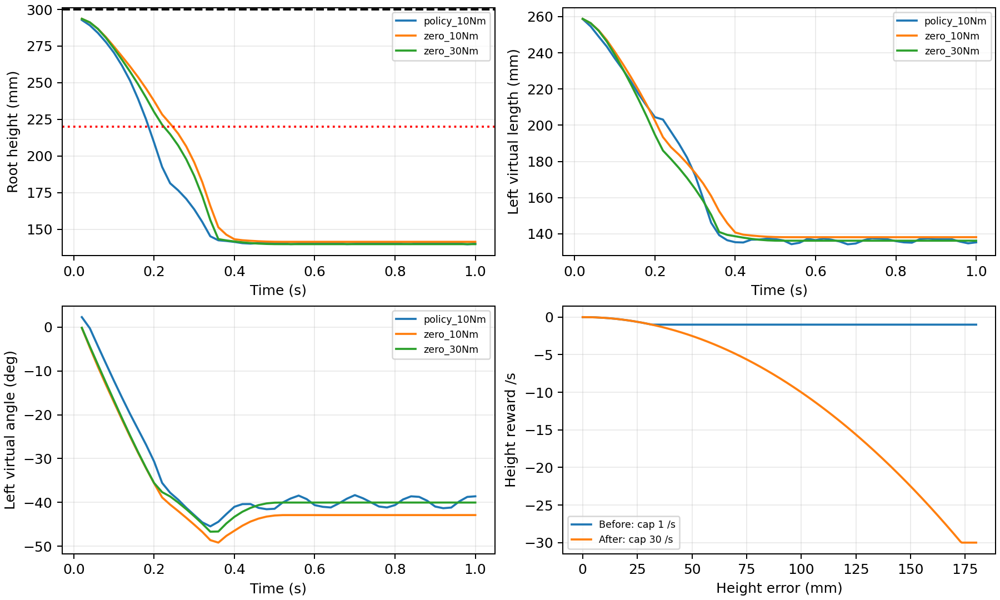 300
275
250
225
200
175
150
Root height (mm)
0.0 0.2 0.4 0.6 0.8 1.0
Time (s)
policy_10Nm
zero_10Nm
zero_30Nm
260
240
220
200
180
160
140
Left virtual length (mm)
0.0 0.2 0.4 0.6 0.8 1.0
Time (s)
policy_10Nm
zero_10Nm
zero_30Nm
0
−10
−20
−30
−40
−50
Left virtual angle (deg)
0.0 0.2 0.4 0.6 0.8 1.0
Time (s)
policy_10Nm
zero_10Nm
zero_30Nm
0
−5
−10
−15
−20
−25
−30
Height reward /s
0 25 50 75 100 125 150 175
Height error (mm)
Before: cap 1 /s
After: cap 30 /s